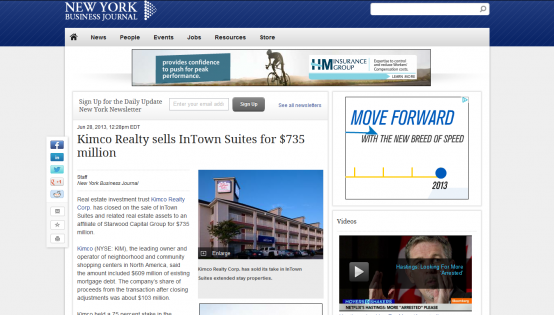 NEW YORK
BUSINESS JOURNAL
News People Events Jobs Resources Store
provides confidence
to push for peak
performance.
HM INSURANCE
GROUP
Expertise to control
and reduce Workers'
Compensation costs.
LEARN MORE
Sign Up for the Daily Update
New York Newsletter
Enter your email addr
Sign Up
See all newsletters
Jun 28, 2013, 12:28pm EDT
Kimco Realty sells InTown Suites for $735
million
Staff
New York Business Journal
Real estate investment trust Kimco Realty
Corp. has closed on the sale of InTown
Suites and related real estate assets to an
affiliate of Starwood Capital Group for $735
million.
Kimco (NYSE: KIM), the leading owner and
operator of neighborhood and community
shopping centers in North America, said
the amount included $609 million of existing
mortgage debt. The company's share of
proceeds from the transaction after closing
adjustments was about $103 million.
Kimco held a 75 percent stake in the
Enlarge
Kimco Realty Corp. has sold its take in InTown
Suites extended stay properties.
MOVE FORWARD
WITH THE NEW BREED OF SPEED
2013
Videos
Hastings: Looking For More
'Arrested'
MOVERS&SHAKERS
Bloomberg
NETFLIX'S HASTINGS: MORE "ARRESTED" PLEASE